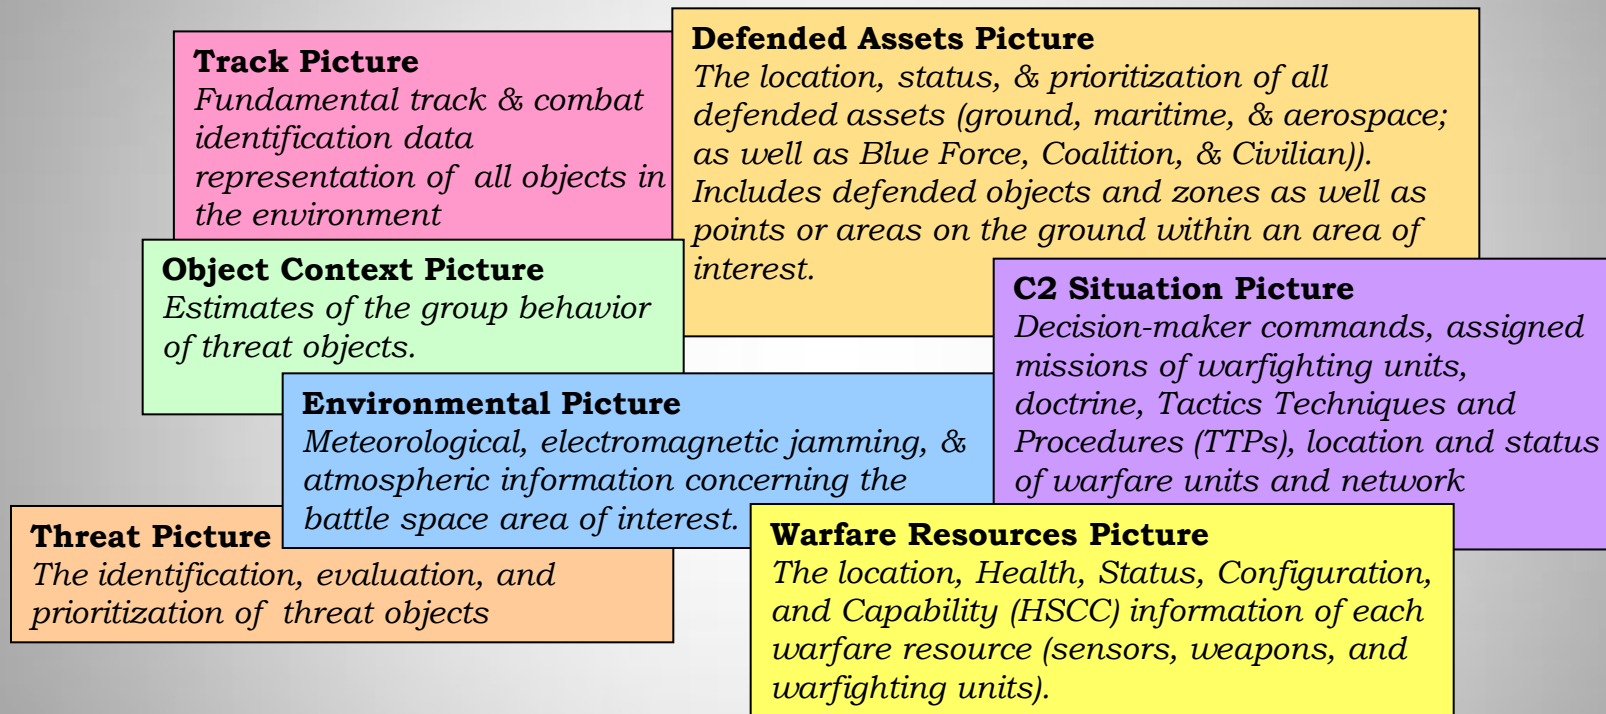 Track Picture
Fundamental track & combat
identification data
representation of all objects in
the environment
Defended Assets Picture
The location, status, & prioritization of all
defended assets (ground, maritime, & aerospace;
as well as Blue Force, Coalition, & Civilian)).
Includes defended objects and zones as well as
points or areas on the ground within an area of
interest.
Object Context Picture
Estimates of the group behavior
of threat objects.
C2 Situation Picture
Decision-maker commands, assigned
missions of warfighting units,
doctrine, Tactics Techniques and
Procedures (TTPs), location and status
of warfare units and network
Environmental Picture
Meteorological, electromagnetic jamming, &
atmospheric information concerning the
battle space area of interest.
Threat Picture
The identification, evaluation, and
prioritization of threat objects
Warfare Resources Picture
The location, Health, Status, Configuration,
and Capability (HSCC) information of each
warfare resource (sensors, weapons, and
warfighting units).